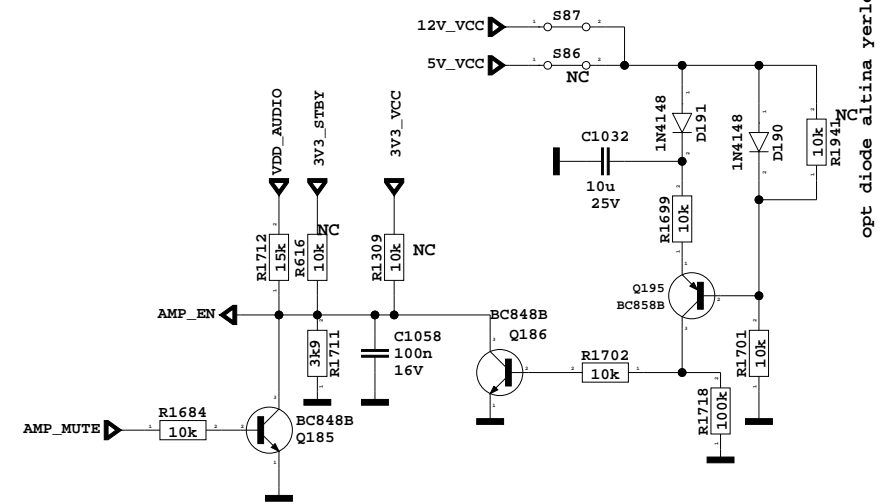 12V_VCC
S87
5V_VCC
S86
NC
VDD_AUDIO
3V3_STBY
3V3_VCC
C1032
10u
25V
1N4148
D191
1N4148
D190
NC
10k
R1941
opt diode altina yerle
R1712
15k
R616
10k
NC
R1309
10k
NC
R1699
10k
Q195
BC858B
AMP_EN
3k9
R1711
C1058
100n
16V
BC848B
Q186
R1702
10k
R1701
10k
R1718
100k
AMP_MUTE
R1684
10k
BC848B
Q185